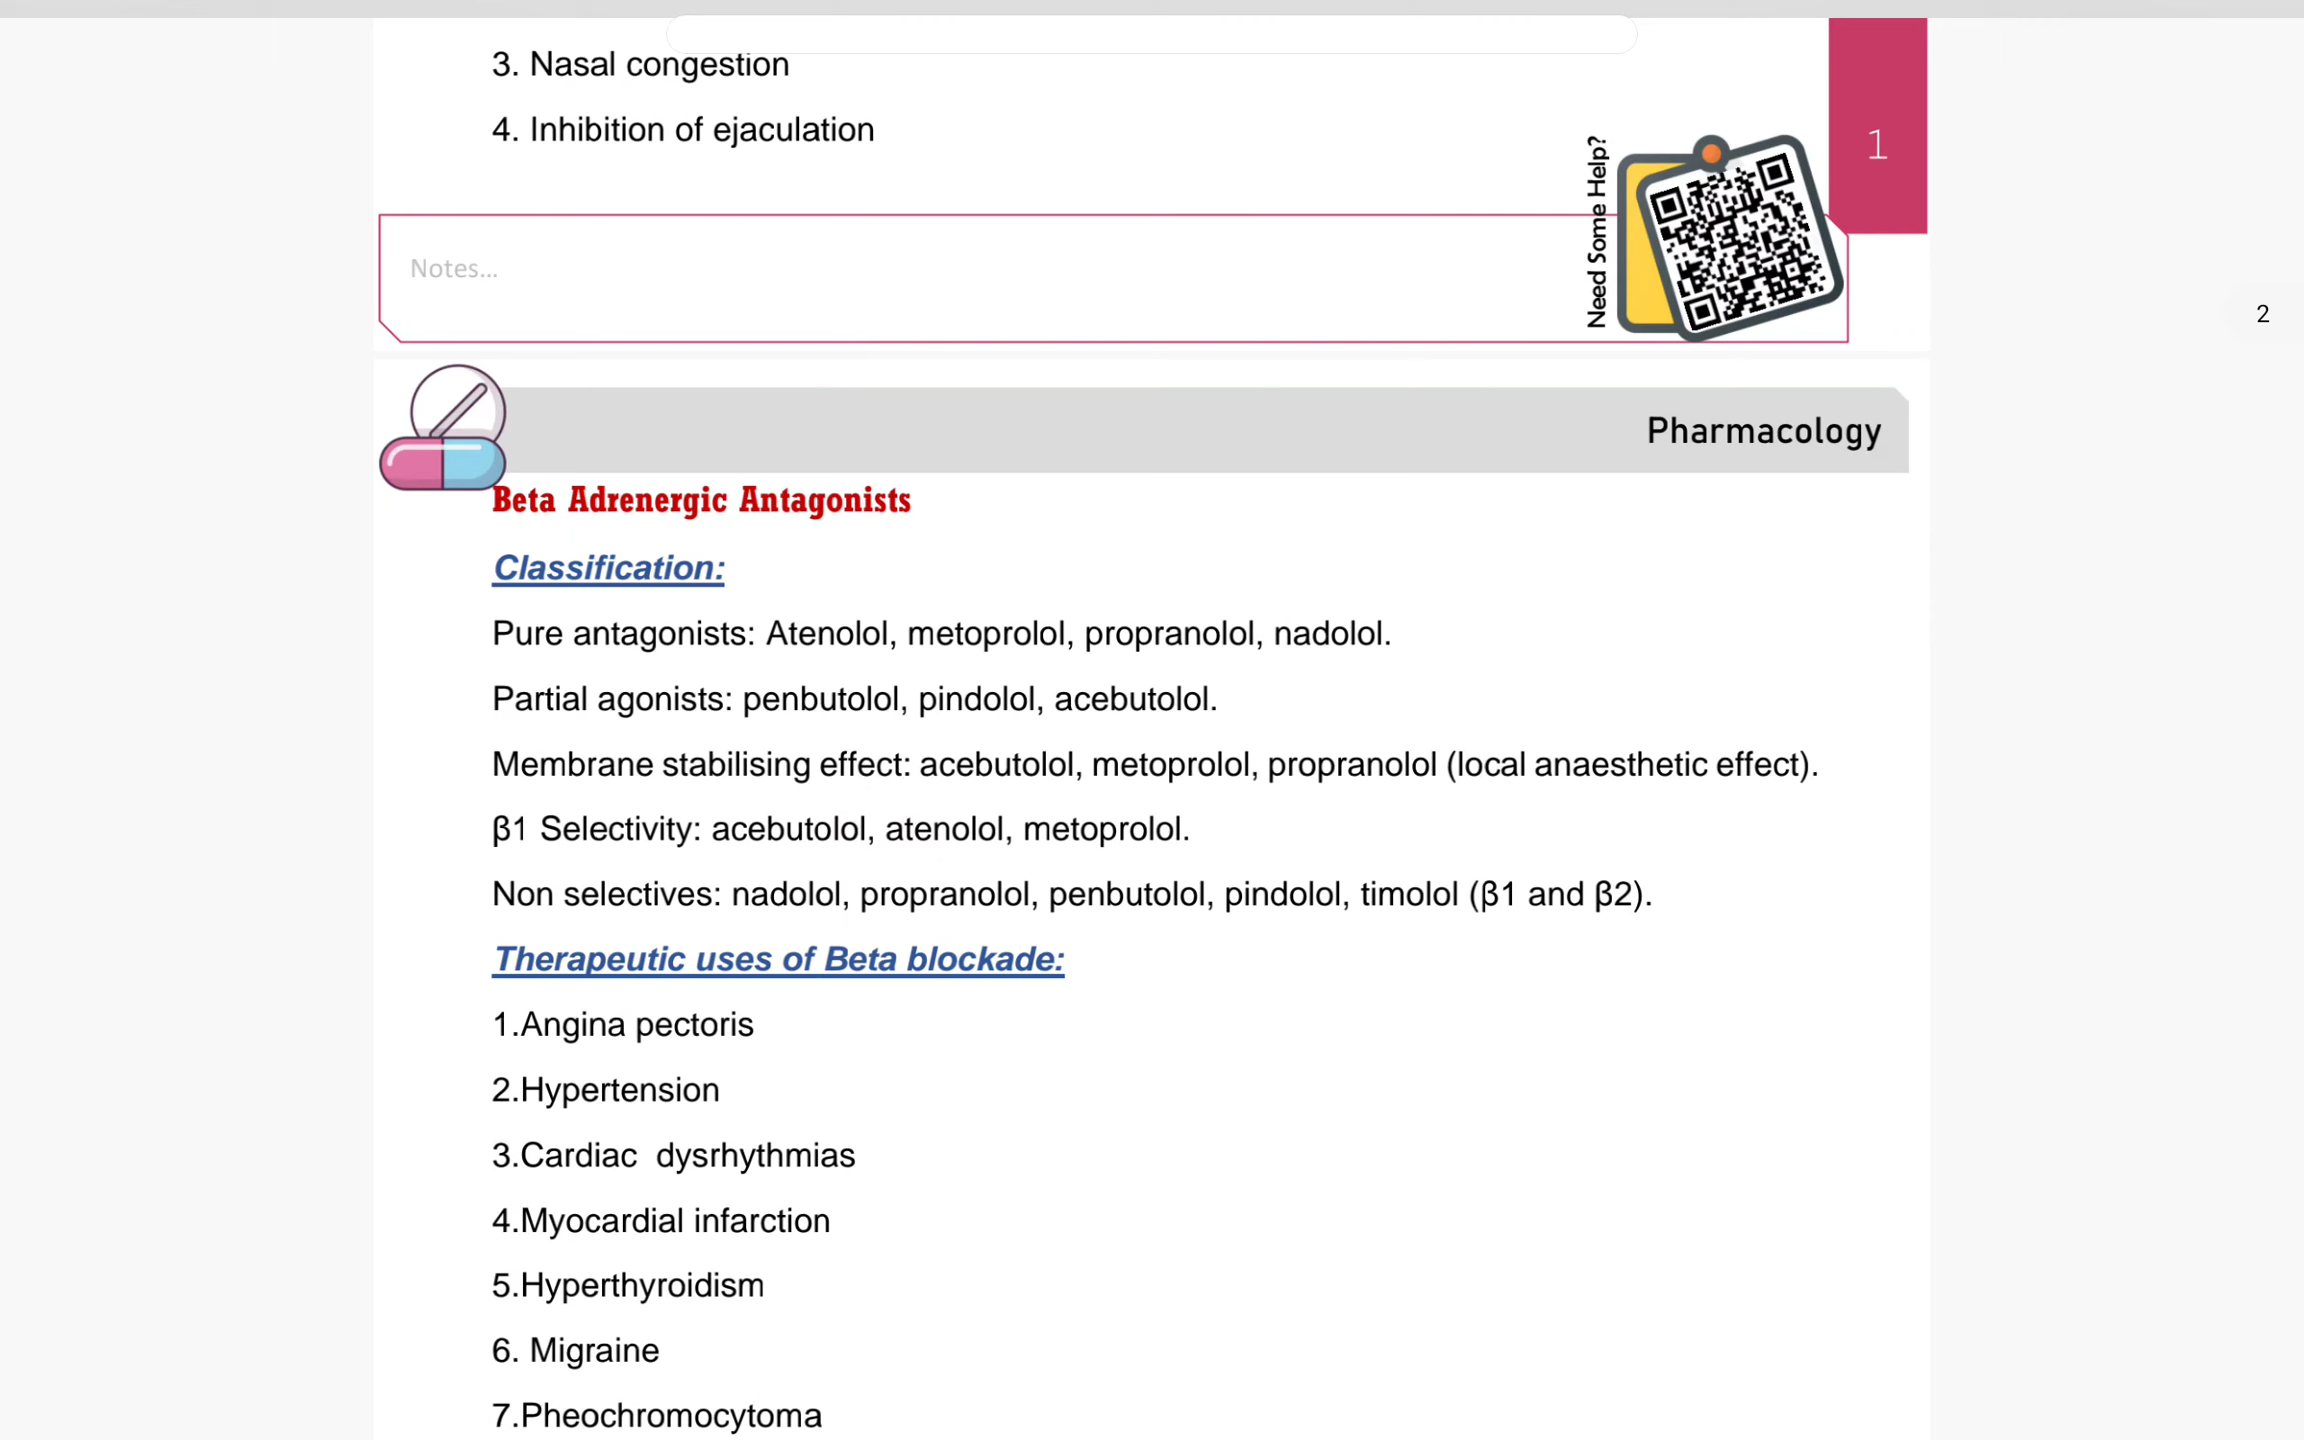 3. Nasal congestion
4. Inhibition of ejaculation
Need Some Help?
1
Notes...
2
Pharmacology
Beta Adrenergic Antagonists
Classification:
Pure antagonists: Atenolol, metoprolol, propranolol, nadolol.
Partial agonists: penbutolol, pindolol, acebutolol.
Membrane stabilising effect: acebutolol, metoprolol, propranolol (local anaesthetic effect).
β1 Selectivity: acebutolol, atenolol, metoprolol.
Non selectives: nadolol, propranolol, penbutolol, pindolol, timolol (β1 and β2).
Therapeutic uses of Beta blockade:
1.Angina pectoris
2.Hypertension
3.Cardiac  dysrhythmias
4.Myocardial infarction
5.Hyperthyroidism
6. Migraine
7.Pheochromocytoma